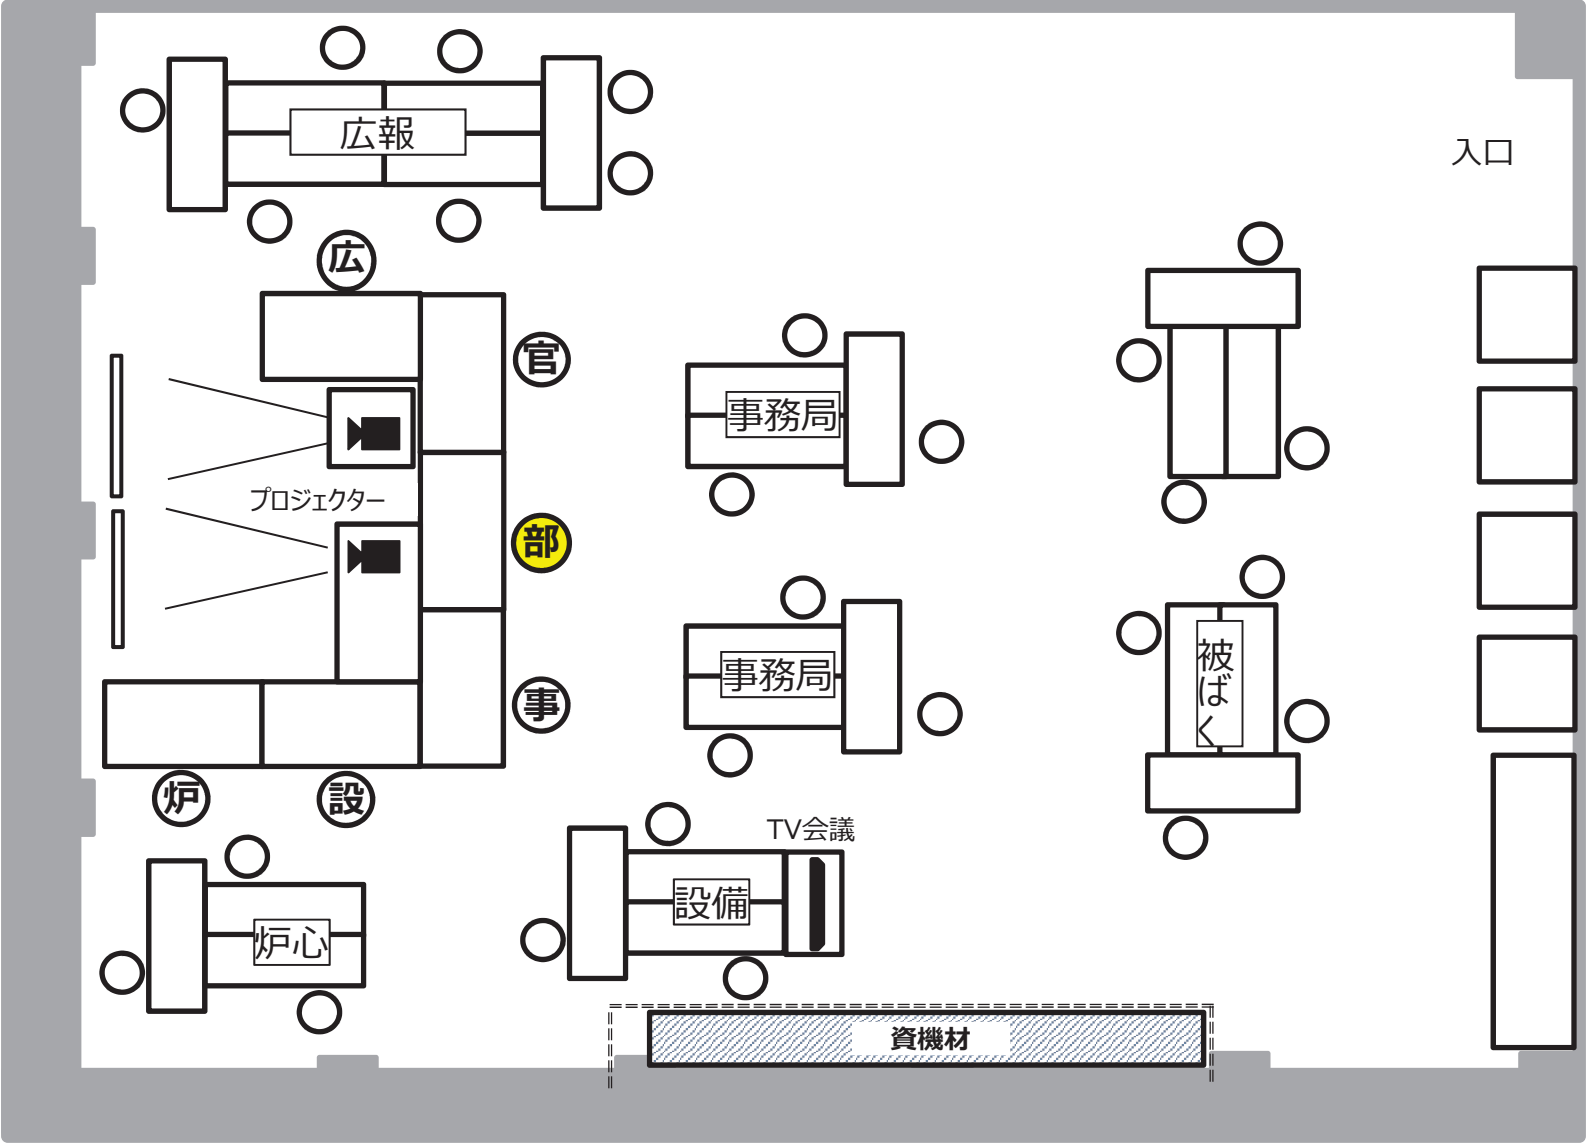 広報
入口
広
官
事務局
プロジェクター
部
事務局
被ばく
事
炉
設
TV会議
設備
炉心
資機材